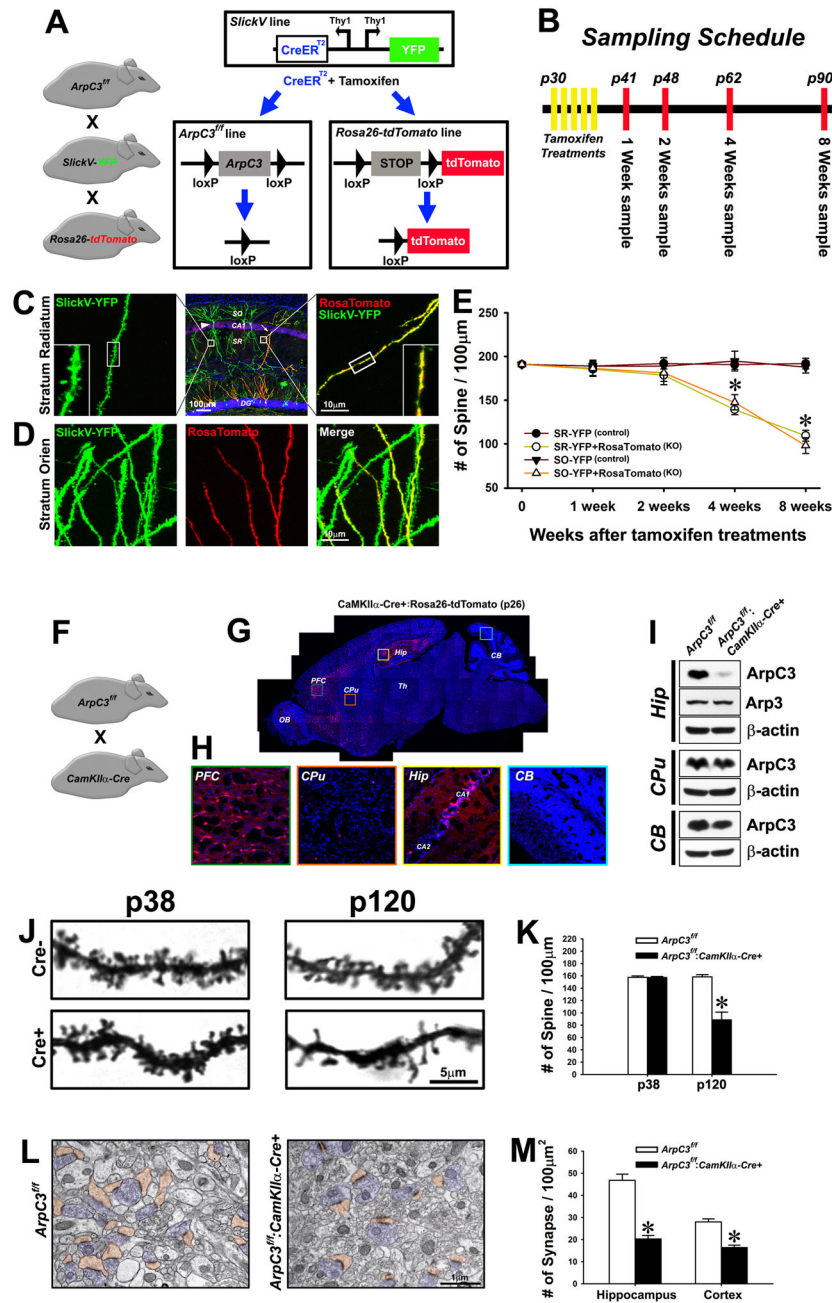 A
SlickV line
Thy1 Thy1
CreER^T2
YFP
CreER^T2 + Tamoxifen
ArpC3^f/f
X
SlickV-YFP
X
Rosa26-tdTomato
ArpC3^f/f line
ArpC3
loxP loxP
loxP
Rosa26-tdTomato line
STOP tdTomato
loxP loxP
tdTomato
loxP
B
Sampling Schedule
p30 p41 p48 p62 p90
Tamoxifen
Treatments
1 Week sample
2 Weeks sample
4 Weeks sample
8 Weeks sample
C
Stratum Radiatum
SlickV-YFP
SO
CA1
SR
100μm
DG
RosaTomato
SlickV-YFP
10μm
D
Stratum Orien
SlickV-YFP
RosaTomato
Merge
10μm
E
# of Spine / 100μm
250
200
150
100
50
*
*
SR-YFP (control)
SR-YFP+RosaTomato (KO)
SO-YFP (control)
SO-YFP+RosaTomato (KO)
0 1 week 2 weeks 4 weeks 8 weeks
Weeks after tamoxifen treatments
F
ArpC3^f/f
X
CamKIIα-Cre
G
CaMKIIα-Cre+:Rosa26-tdTomato (p26)
Hip
CB
PFC
CPu
Th
OB
H
PFC
CPu
Hip
CA1
CA2
CB
I
ArpC3^f/f
ArpC3^f/f:
CamKIIα-Cre+
Hip
ArpC3
Arp3
β-actin
CPu
ArpC3
β-actin
CB
ArpC3
β-actin
J
p38 p120
Cre-
Cre+
5μm
K
ArpC3^f/f
ArpC3^f/f:CamKIIα-Cre+
# of Spine / 100μm
220
200
180
160
140
120
100
80
60
40
20
0
*
p38 p120
L
ArpC3^f/f
ArpC3^f/f:CamKIIα-Cre+
1μm
M
ArpC3^f/f
ArpC3^f/f:CamKIIα-Cre+
# of Synapse / 100μm²
60
50
40
30
20
10
0
*
*
Hippocampus Cortex